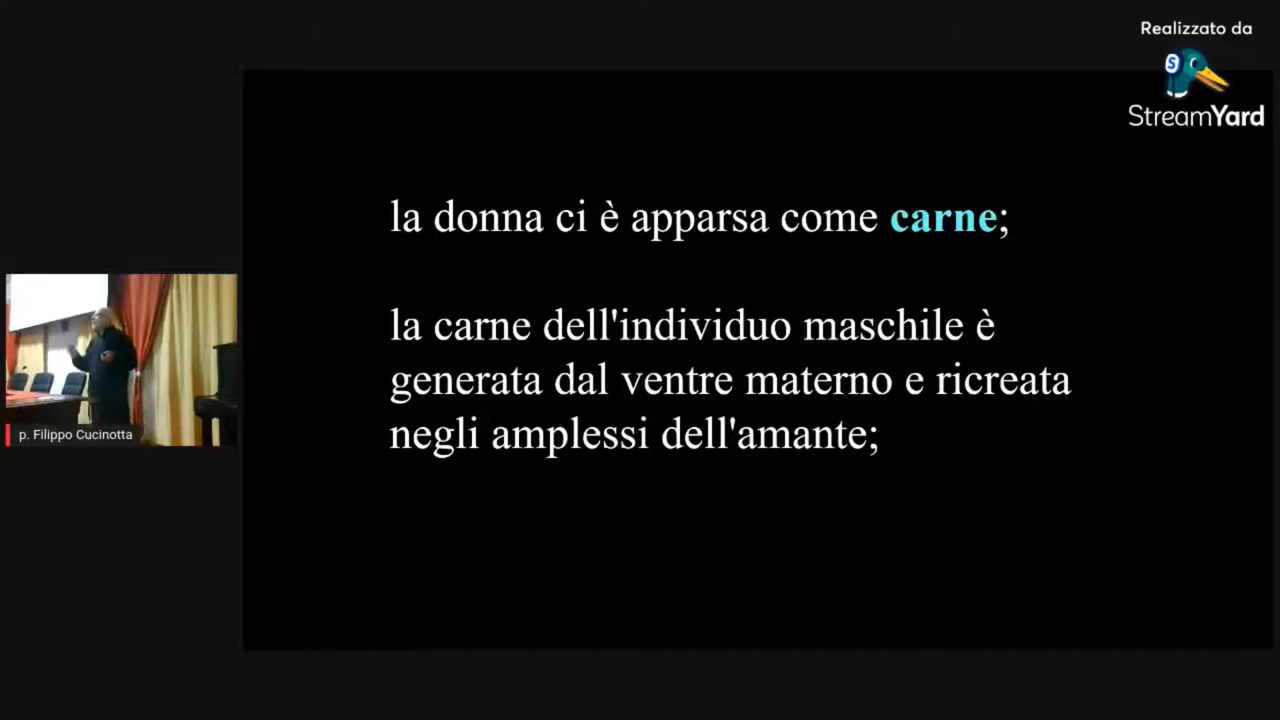 Realizzato da
S
StreamYard
la donna ci è apparsa come carne;
la carne dell'individuo maschile è
generata dal ventre materno e ricreata
negli amplessi dell'amante;
p. Filippo Cucinotta